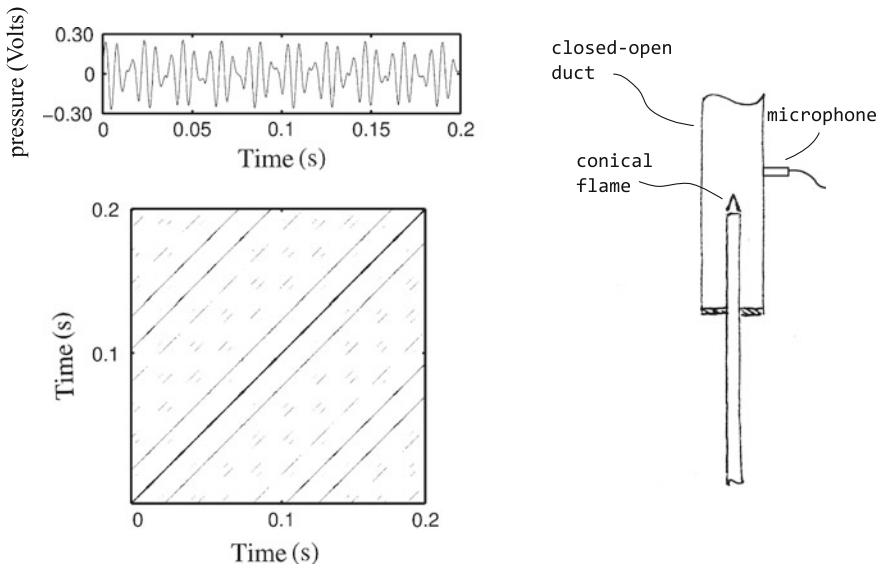 pressure (Volts)
0.30
0
−0.30
0
0.05
0.1
0.15
0.2
Time (s)
closed-open
duct
microphone
conical
flame
Time (s)
0.2
0.1
0
0.1
0.2
Time (s)